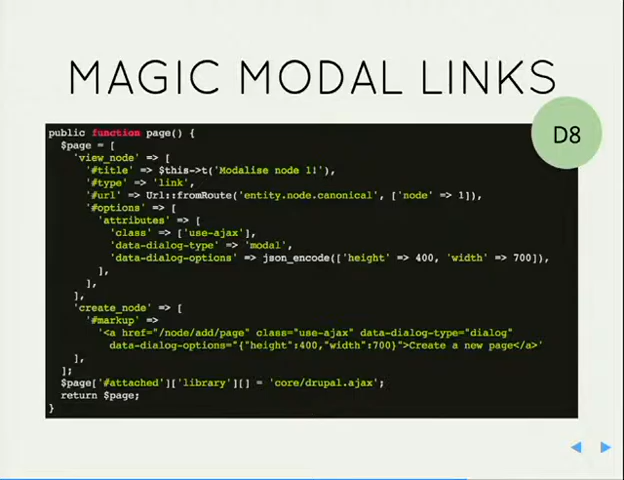 MAGIC MODAL LINKS
D8
public function page() {
  $page = [
    'view_node' => [
      '#title' => $this->t('Modalise node 1!'),
      '#type' => 'link',
      '#url' => Url::fromRoute('entity.node.canonical', ['node' => 1]),
      '#options' => [
        'attributes' => [
          'class' => ['use-ajax'],
          'data-dialog-type' => 'modal',
          'data-dialog-options' => json_encode(['height' => 400, 'width' => 700]),
        ],
      ],
    ],
    'create_node' => [
      '#markup' =>
        '<a href="/node/add/page" class="use-ajax" data-dialog-type="dialog"
         data-dialog-options="{"height":400,"width":700}">Create a new page</a>'
    ],
  ];
  $page['#attached']['library'][] = 'core/drupal.ajax';
  return $page;
}